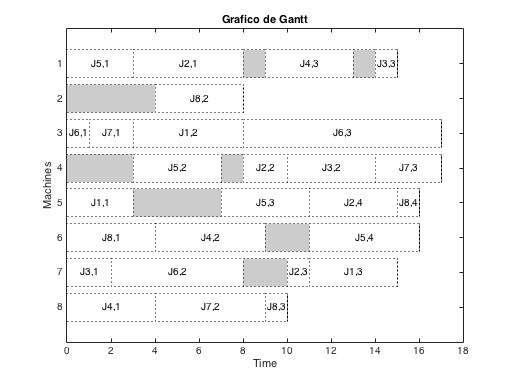 Grafico de Gantt
Machines
1 J5,1 J2,1 J4,3 J3,3
2 J8,2
3 J6,1 J7,1 J1,2 J6,3
4 J5,2 J2,2 J3,2 J7,3
5 J1,1 J5,3 J2,4 J8,4
6 J8,1 J4,2 J5,4
7 J3,1 J6,2 J2,3 J1,3
8 J4,1 J7,2 J8,3
0 2 4 6 8 10 12 14 16 18
Time